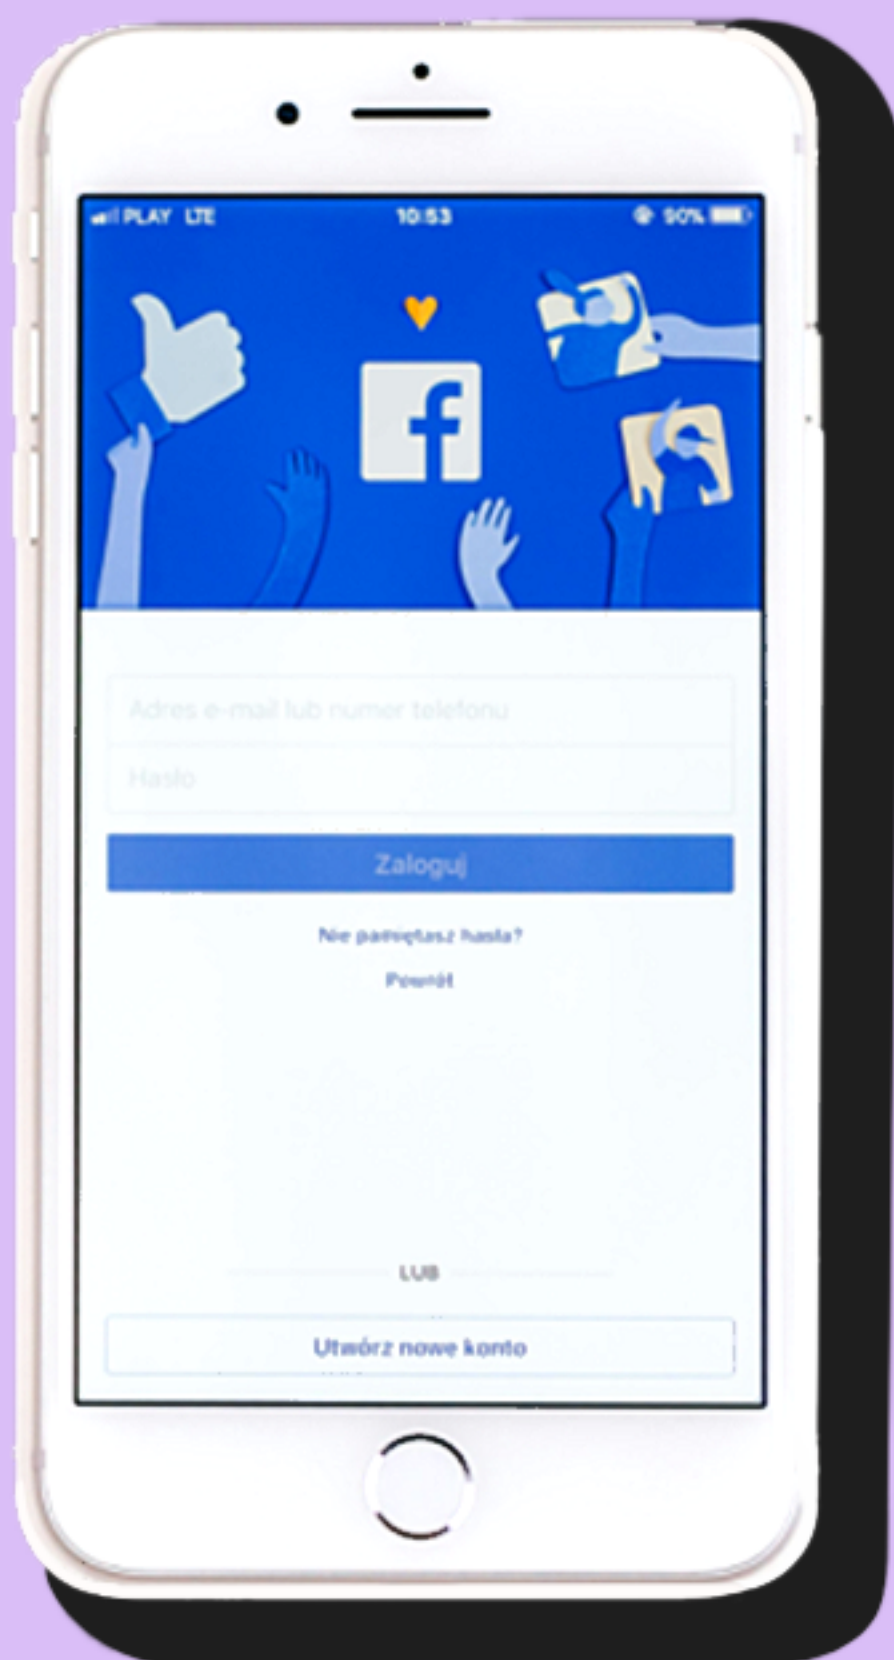 PLAY LTE 10:53 90%
f
Adres e-mail lub numer telefonu
Hasło
Zaloguj
Nie pamiętasz hasła?
Powrót
LUB
Utwórz nowe konto